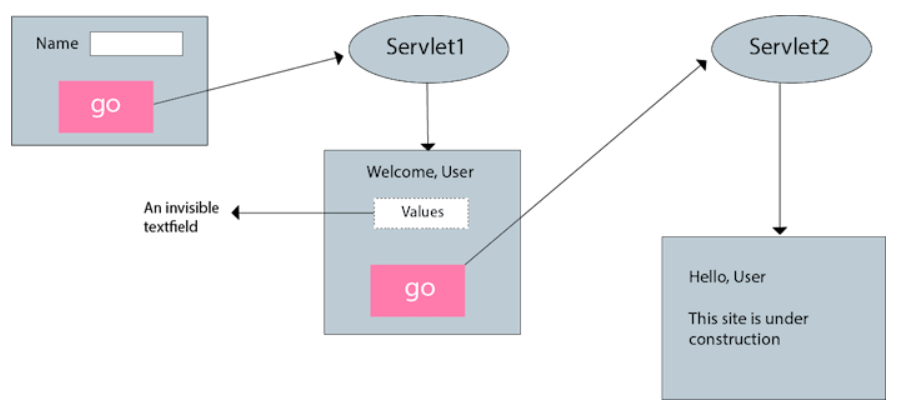 Name
go
Servlet1
Servlet2
Welcome, User
Values
An invisible
textfield
go
Hello, User
This site is under
construction